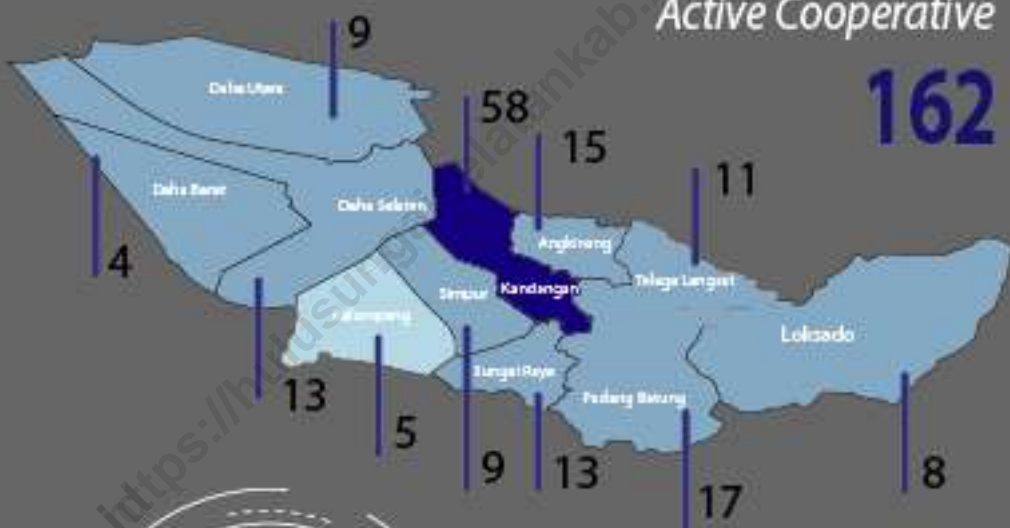 Active Cooperative
162
9
58
15
11
4
13
5
9
13
17
8
Daha Utara
Daha Barat
Daha Selatan
Angkinang
Telaga Langsat
Simpur
Kandangan
Kalumpang
Loksado
Sungai Raya
Padang Batung